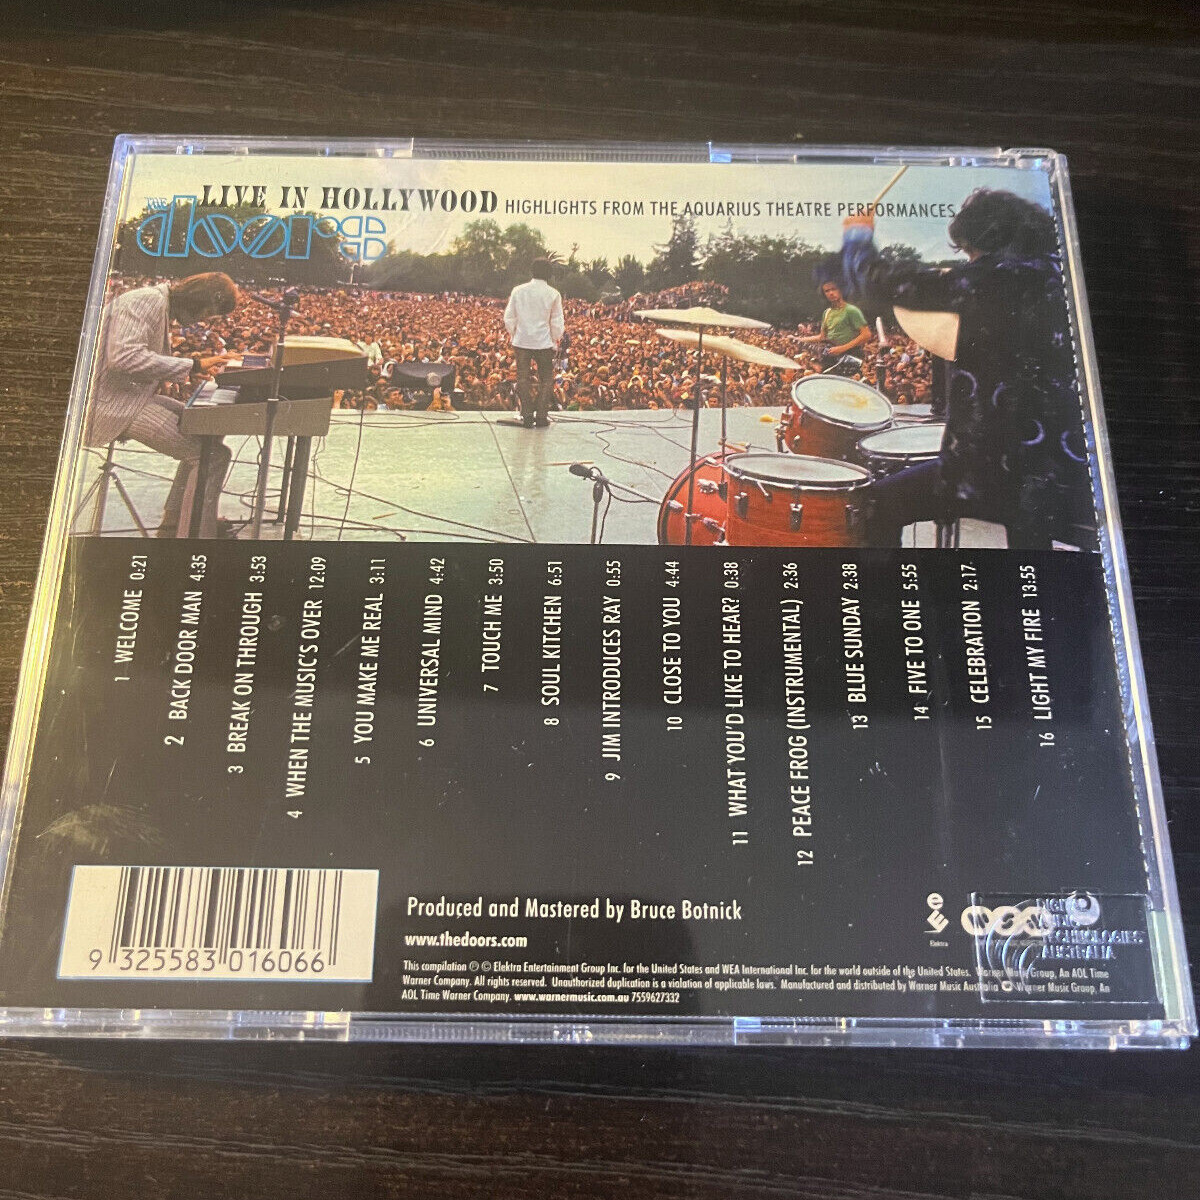 LIVE IN HOLLYWOOD HIGHLIGHTS FROM THE AQUARIUS THEATRE PERFORMANCES
THE
doors
1 WELCOME 0:21
2 BACK DOOR MAN 4:35
3 BREAK ON THROUGH 3:53
4 WHEN THE MUSIC'S OVER 12:09
5 YOU MAKE ME REAL 3:11
6 UNIVERSAL MIND 4:42
7 TOUCH ME 3:50
8 SOUL KITCHEN 6:51
9 JIM INTRODUCES RAY 0:55
10 CLOSE TO YOU 4:44
11 WHAT YOU'D LIKE TO HEAR? 0:38
12 PEACE FROG (INSTRUMENTAL) 2:36
13 BLUE SUNDAY 2:38
14 FIVE TO ONE 5:55
15 CELEBRATION 2:17
16 LIGHT MY FIRE 13:55
9 325583 016066
Produced and Mastered by Bruce Botnick
www.thedoors.com
Elektra
DIGITAL AUDIO TECHNOLOGIES AUSTRALIA
This compilation ℗ © Elektra Entertainment Group Inc. for the United States and WEA International Inc. for the world outside of the United States. Warner Music Group, An AOL Time
Warner Company. All rights reserved. Unauthorized duplication is a violation of applicable laws. Manufactured and distributed by Warner Music Australia Warner Music Group, An
AOL Time Warner Company. www.warnermusic.com.au 7559627332